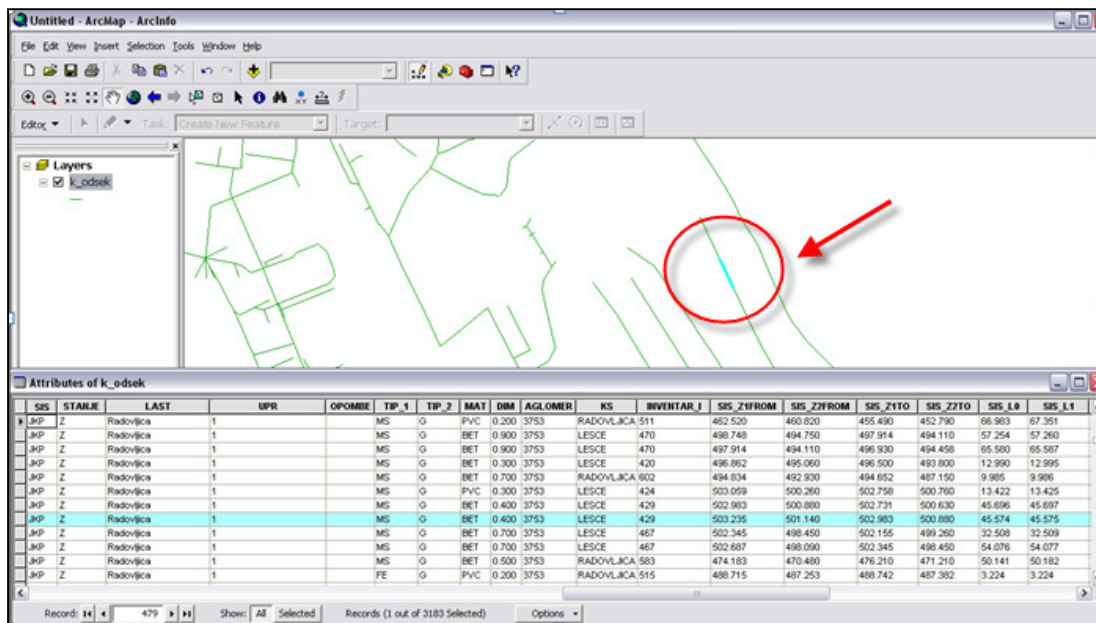 Untitled - ArcMap - ArcInfo
File Edit View Insert Selection Tools Window Help
Editor Task: Create New Feature Target:
Layers
k_odsek
Attributes of k_odsek
SIS STANJE LAST UPR OPOMBE TIP_1 TIP_2 MAT DIM AGLOMER KS INVENTAR_I SIS_Z1FROM SIS_Z2FROM SIS_Z1TO SIS_Z2TO SIS_L0 SIS_L1
JKP Z Radovljica 1 MS G PVC 0.200 3753 RADOVLJICA 511 462.520 460.820 455.490 452.790 66.983 67.351
JKP Z Radovljica 1 MS G BET 0.900 3753 LESCE 470 498.748 494.750 497.914 494.110 57.254 57.260
JKP Z Radovljica 1 MS G BET 0.900 3753 LESCE 470 497.914 494.110 496.930 494.458 65.580 65.587
JKP Z Radovljica 1 MS G BET 0.300 3753 LESCE 420 496.862 495.060 496.500 493.800 12.990 12.995
JKP Z Radovljica 1 MS G BET 0.700 3753 RADOVLJICA 602 494.834 492.930 494.652 487.150 9.985 9.986
JKP Z Radovljica 1 MS G PVC 0.300 3753 LESCE 424 503.059 500.260 502.758 500.760 13.422 13.425
JKP Z Radovljica 1 MS G BET 0.400 3753 LESCE 429 502.983 500.880 502.731 500.630 45.696 45.697
JKP Z Radovljica 1 MS G BET 0.400 3753 LESCE 429 503.235 501.140 502.983 500.880 45.574 45.575
JKP Z Radovljica 1 MS G BET 0.700 3753 LESCE 467 502.345 498.450 502.155 499.260 32.508 32.509
JKP Z Radovljica 1 MS G BET 0.700 3753 LESCE 467 502.687 498.090 502.345 498.450 54.076 54.077
JKP Z Radovljica 1 MS G BET 0.500 3753 RADOVLJICA 583 474.183 470.480 476.210 471.210 50.141 50.182
JKP Z Radovljica 1 FE G PVC 0.200 3753 RADOVLJICA 515 488.715 487.253 488.742 487.382 3.224 3.224
Record: 479 Show: All Selected Records (1 out of 3183 Selected) Options